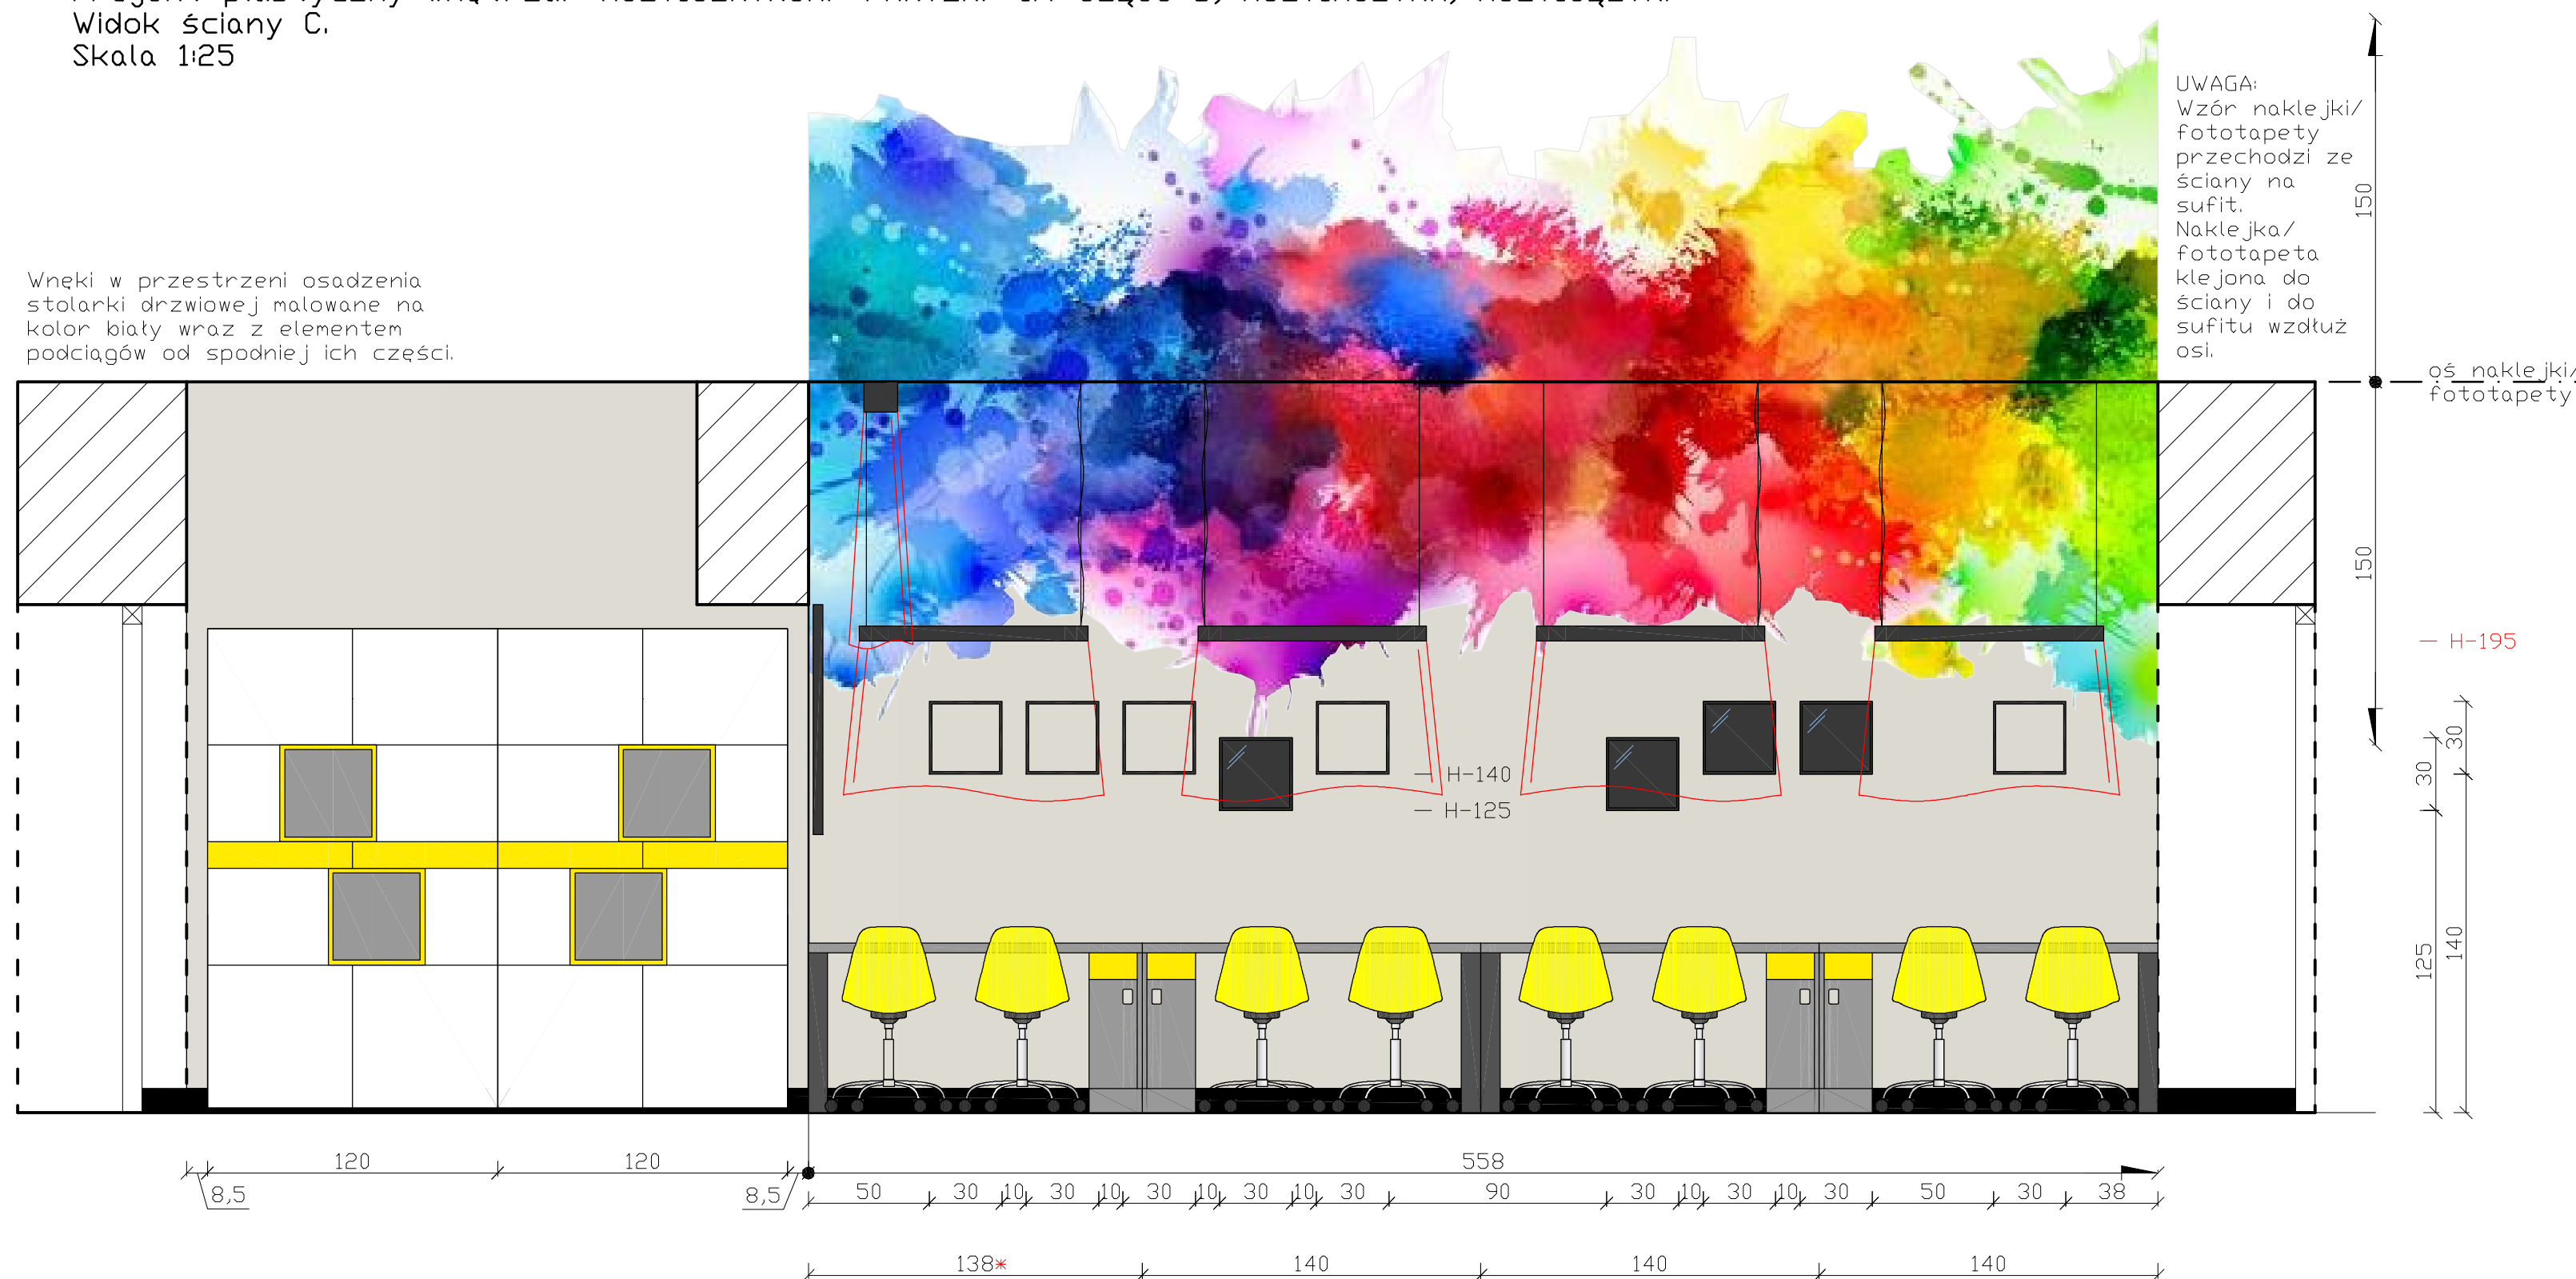 Widok ściany C.
Skala 1:25
UWAGA:
Wzór naklejki/
fototapety
przechodzi ze
ściany na
sufit.
Naklejka/
fototapeta
klejona do
ściany i do
sufitu wzdłuż
osi.
150
Wnęki w przestrzeni osadzenia
stolarki drzwiowej malowane na
kolor biały wraz z elementem
podciągów od spodniej ich części.
oś naklejki/
fototapety
150
H-195
30
30
H-140
H-125
125
140
120
120
558
8,5
8,5
50 30 10 30 10 30 10 30 10 30 90 30 10 30 10 30 50 30 38
138*
140
140
140